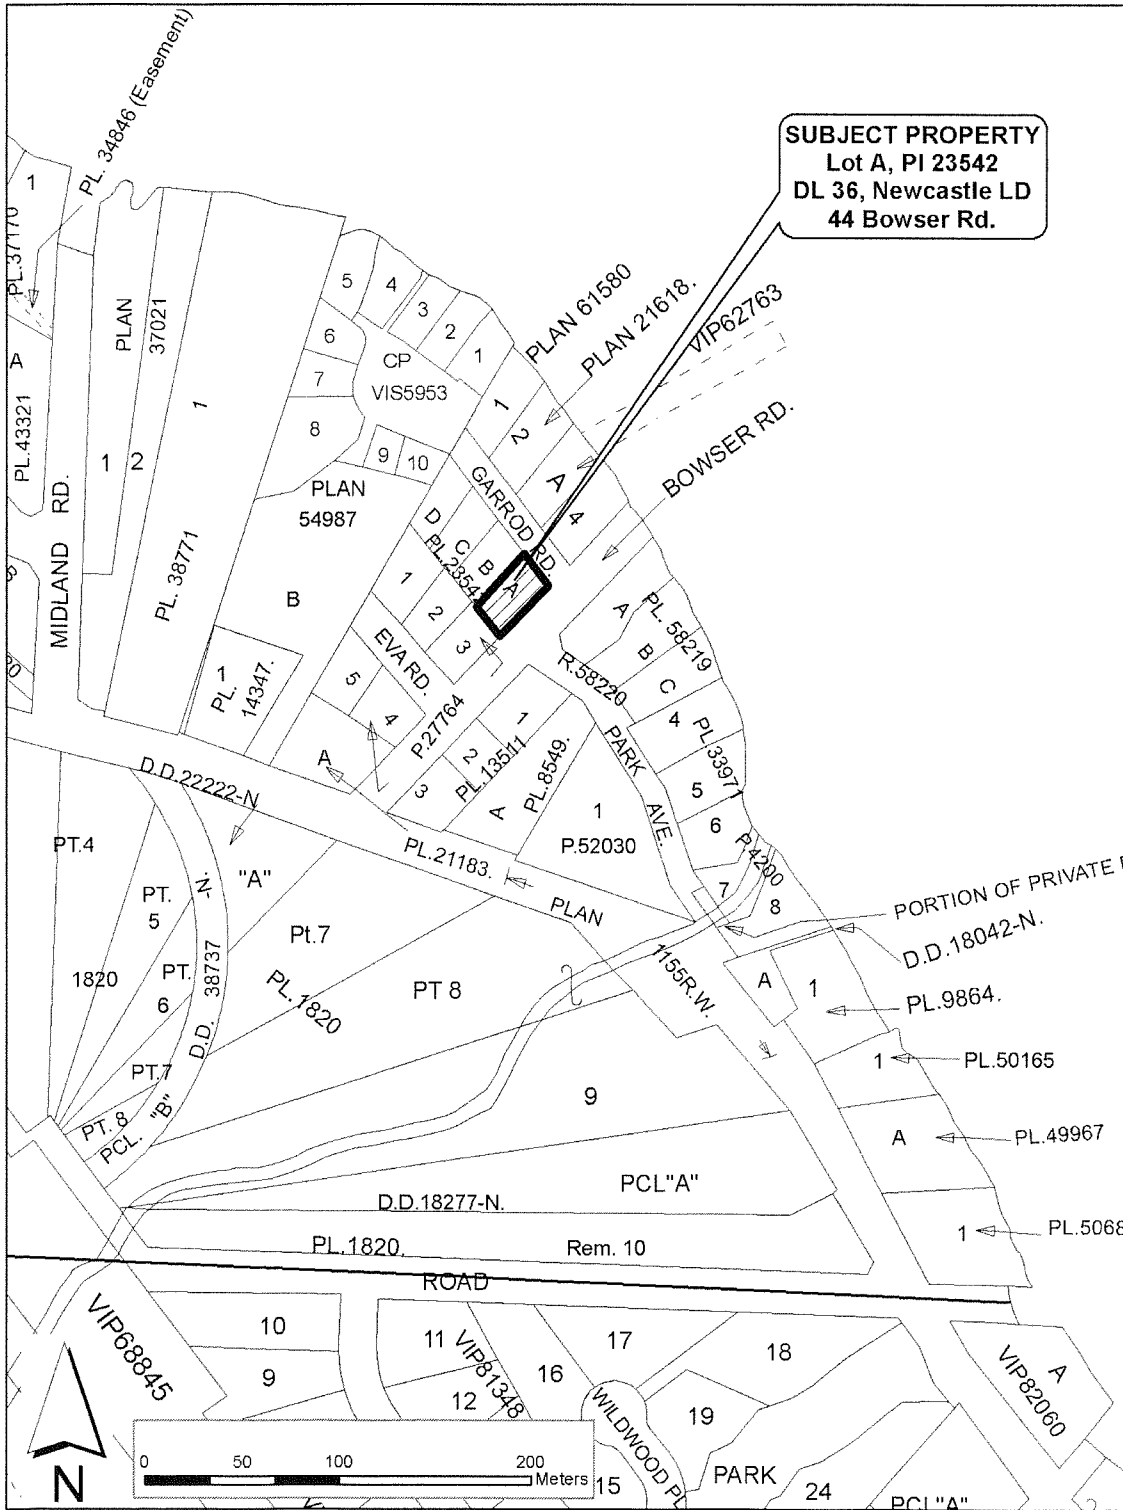 PL. 34846 (Easement)
SUBJECT PROPERTY
Lot A, Pl 23542
DL 36, Newcastle LD
44 Bowser Rd.
1
PL.37170
A
PL.43321
MIDLAND RD.
PLAN
37021
1
2
1
PL. 38771
5
4
3
2
1
6
7
8
CP
VIS5953
9
10
PLAN
54987
B
PLAN 61580
PLAN 21618.
VIP62763
BOWSER RD.
1
2
A
4
GARROD RD.
D
C
B
A
1
2
3
EVA RD.
5
4
A
P.27764
1
PL.
14347.
A
B
C
PL. 58219
R.58220
4
PL.33971
5
6
P.4200
7
8
PARK
AVE.
1
2
3
PL.13511
A
PL.8549.
1
P.52030
D.D.22222-N
PL.21183.
PLAN
1155R.W.
PORTION OF PRIVATE
D.D.18042-N.
A
1
PL.9864.
1
PL.50165
A
PL.49967
1
PL.5068
PT.4
PT.
5
1820
PT.
6
PT.7
PT. 8
PCL. "B"
D.D. 38737
-N.
"A"
Pt.7
PL.1820
PT 8
9
PCL"A"
D.D.18277-N.
PL.1820.
Rem. 10
ROAD
VIP68845
10
9
11
12
VIP81348
16
17
18
19
WILDWOOD PL
15
PARK
24
PCL"A"
A
VIP82060
N
0 50 100 200
Meters